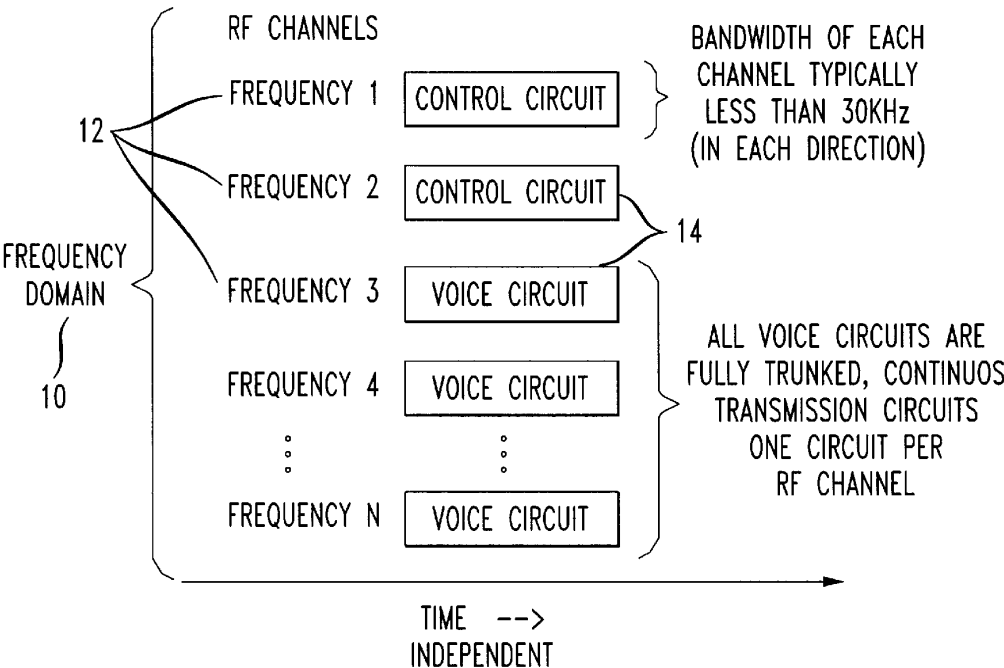 RF CHANNELS
FREQUENCY 1
CONTROL CIRCUIT
BANDWIDTH OF EACH
CHANNEL TYPICALLY
LESS THAN 30KHz
(IN EACH DIRECTION)
12
FREQUENCY 2
CONTROL CIRCUIT
14
FREQUENCY
DOMAIN
10
FREQUENCY 3
VOICE CIRCUIT
FREQUENCY 4
VOICE CIRCUIT
ALL VOICE CIRCUITS ARE
FULLY TRUNKED, CONTINUOS
TRANSMISSION CIRCUITS
ONE CIRCUIT PER
RF CHANNEL
FREQUENCY N
VOICE CIRCUIT
TIME -->
INDEPENDENT